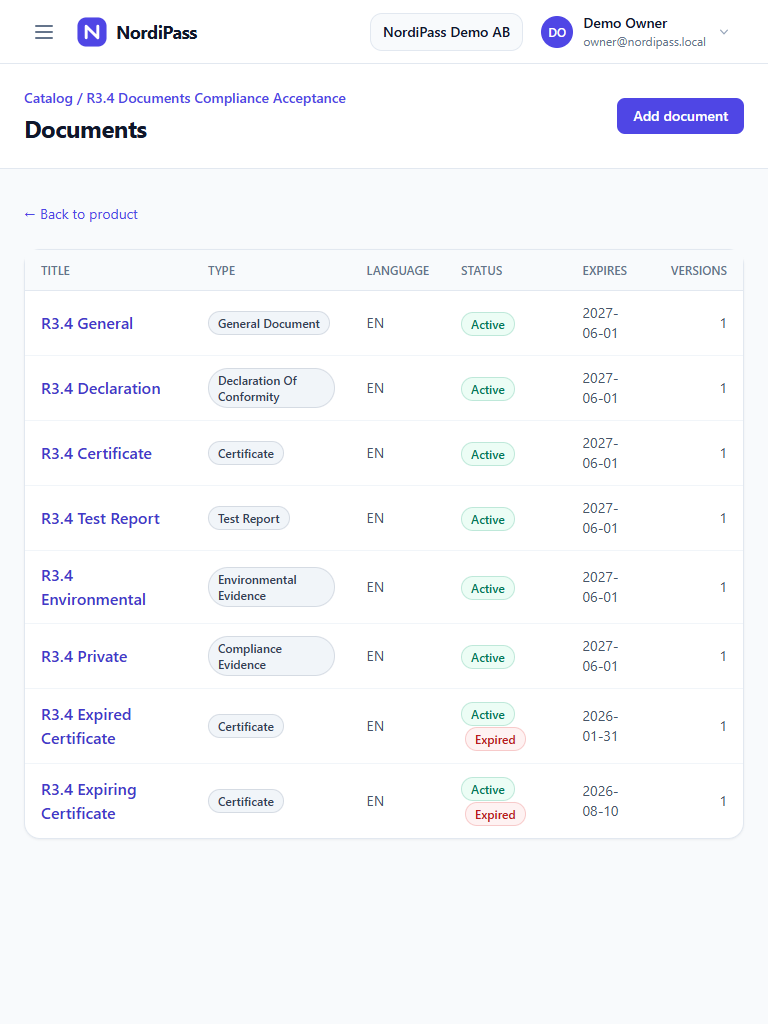 N NordiPass
NordiPass Demo AB
DO
Demo Owner
owner@nordipass.local
Catalog / R3.4 Documents Compliance Acceptance
Documents
Add document
← Back to product
TITLE TYPE LANGUAGE STATUS EXPIRES VERSIONS
R3.4 General General Document EN Active 2027-
06-01 1
R3.4 Declaration Declaration Of
Conformity EN Active 2027-
06-01 1
R3.4 Certificate Certificate EN Active 2027-
06-01 1
R3.4 Test Report Test Report EN Active 2027-
06-01 1
R3.4
Environmental Environmental
Evidence EN Active 2027-
06-01 1
R3.4 Private Compliance
Evidence EN Active 2027-
06-01 1
R3.4 Expired
Certificate Certificate EN Active
Expired 2026-
01-31 1
R3.4 Expiring
Certificate Certificate EN Active
Expired 2026-
08-10 1